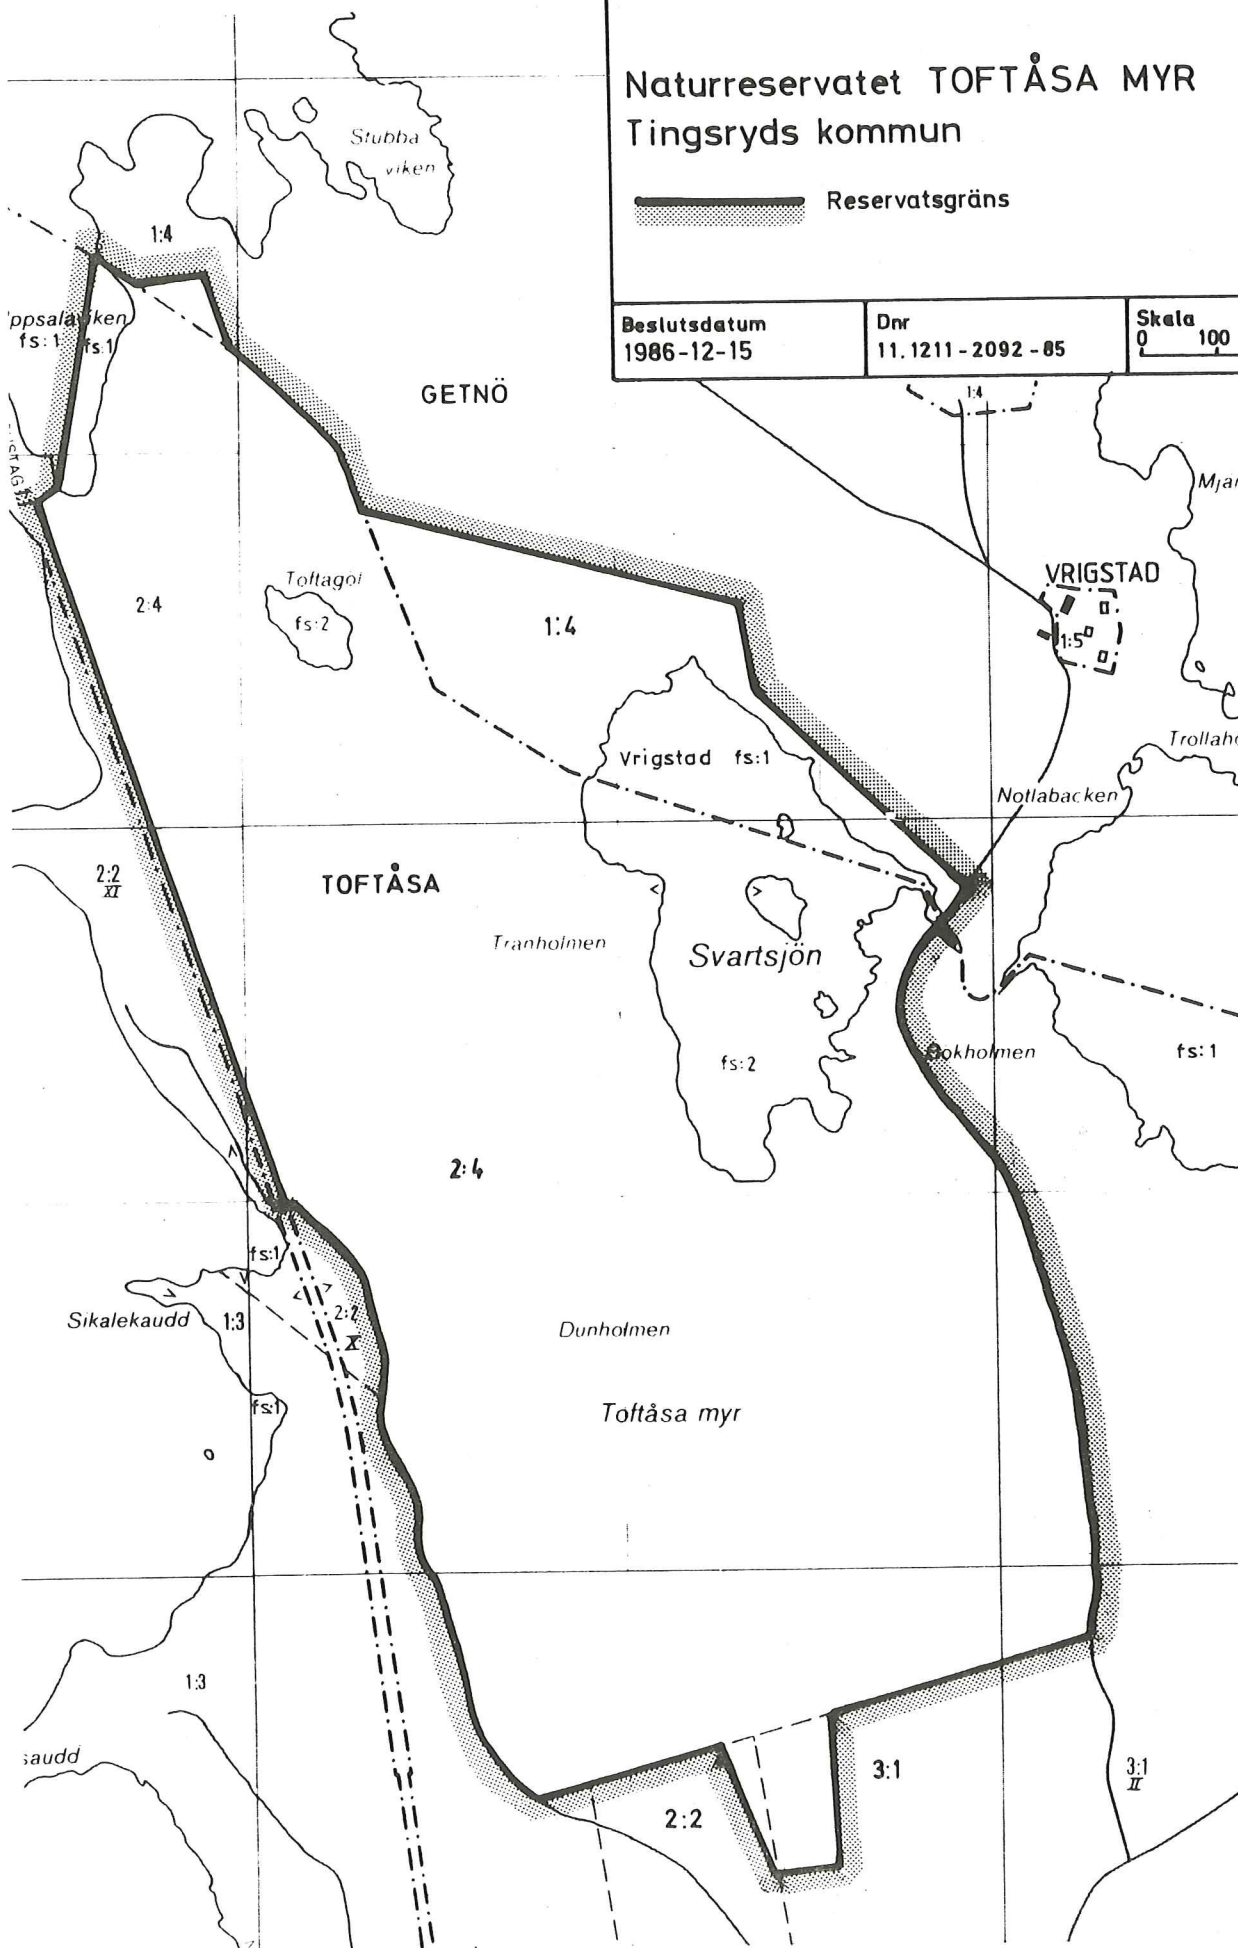 Naturreservatet TOFTÅSA MYR
Tingsryds kommun
Reservatsgräns
Beslutsdatum
1986-12-15
Dnr
11.1211-2092-85
Skala
0 100
Stubba
viken
1:4
fs:1
fs:1
GETNÖ
1:4
VRIGSTAD
1:5
Toftagöl
fs:2
2:4
1:4
Vrigstad fs:1
Notlabacken
2:2
XI
TOFTÅSA
Tranholmen
Svartsjön
fs:2
fs:1
2:4
fs:1
Sikalekaudd
1:3
2:2
X
Dunholmen
fs:1
Toftåsa myr
1:3
3:1
3:1
II
2:2